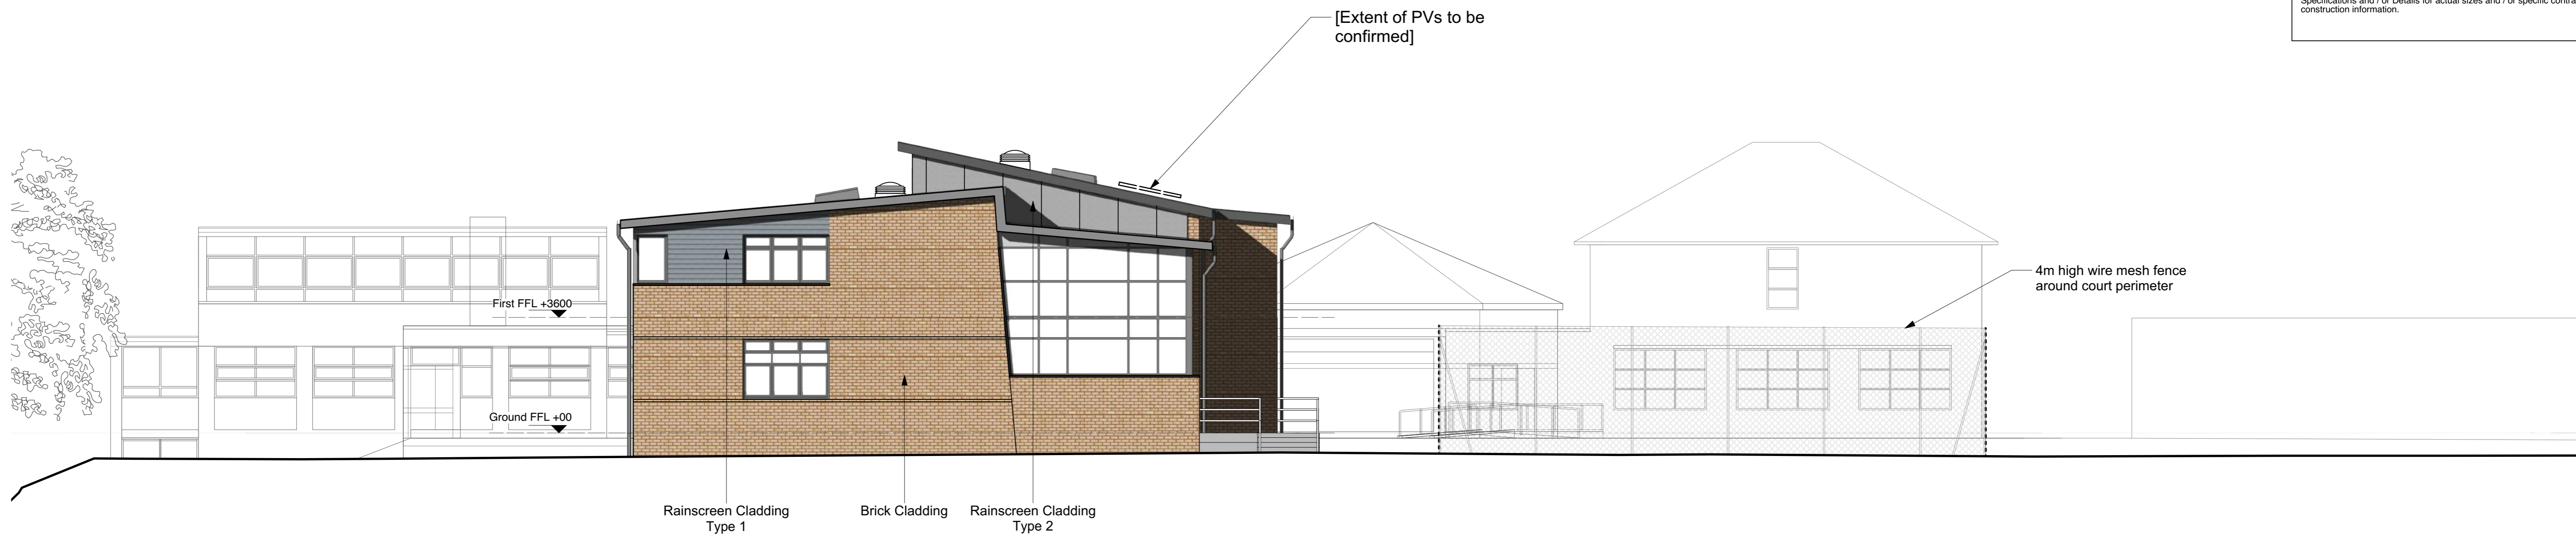 Specifications and / or Details for actual sizes and / or specific contra
construction information.
[Extent of PVs to be
confirmed]
4m high wire mesh fence
around court perimeter
First FFL +3600
Ground FFL +00
Rainscreen Cladding
Type 1
Brick Cladding
Rainscreen Cladding
Type 2